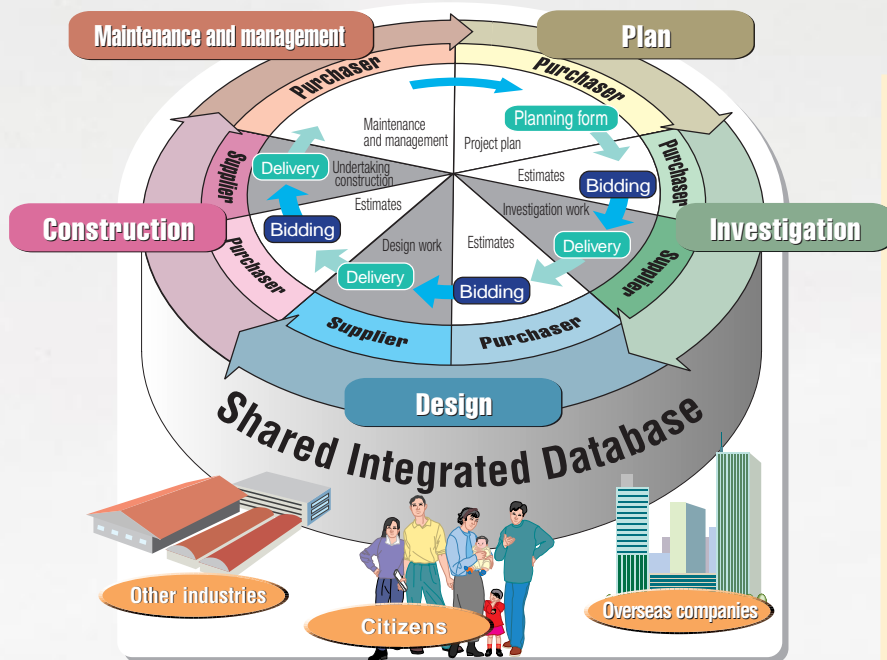 Maintenance and management
Plan
Purchaser
Purchaser
Planning form
Maintenance
and management
Project plan
Supplier
Delivery
Undertaking
construction
Estimates
Bidding
Purchaser
Estimates
Investigation work
Construction
Bidding
Investigation
Purchaser
Design work
Estimates
Delivery
Supplier
Delivery
Bidding
Supplier
Purchaser
Design
Shared Integrated Database
Other industries
Citizens
Overseas companies